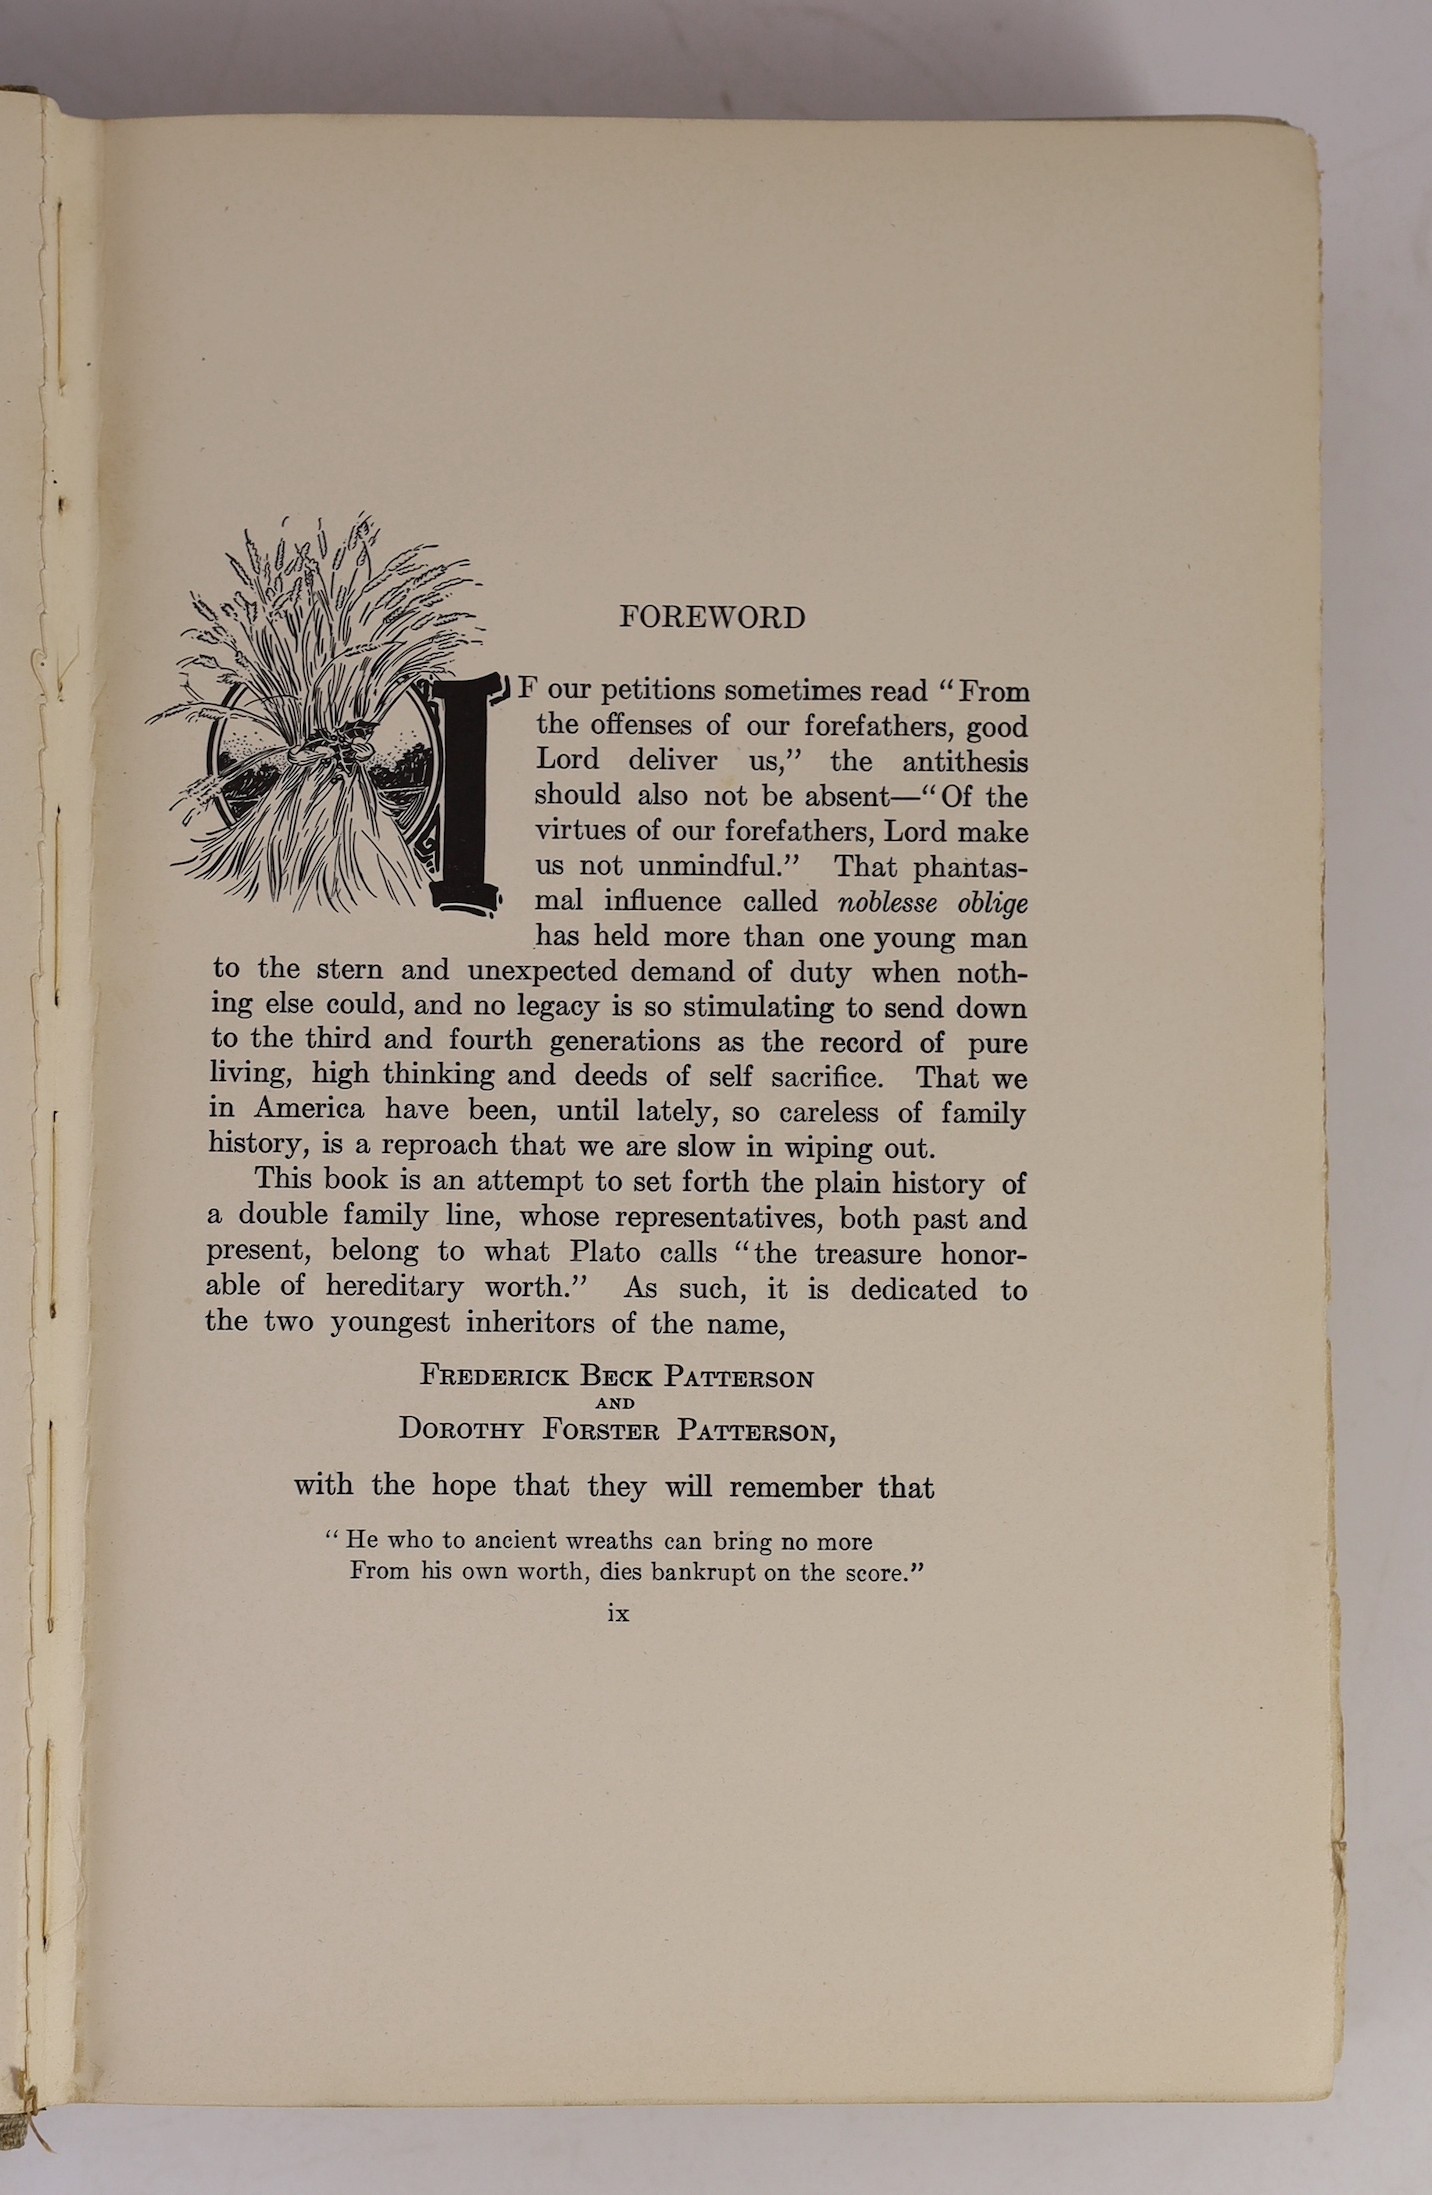 FOREWORD
IF our petitions sometimes read “From
the offenses of our forefathers, good
Lord deliver us,” the antithesis
should also not be absent—“Of the
virtues of our forefathers, Lord make
us not unmindful.” That phantas-
mal influence called noblesse oblige
has held more than one young man
to the stern and unexpected demand of duty when noth-
ing else could, and no legacy is so stimulating to send down
to the third and fourth generations as the record of pure
living, high thinking and deeds of self sacrifice. That we
in America have been, until lately, so careless of family
history, is a reproach that we are slow in wiping out.
This book is an attempt to set forth the plain history of
a double family line, whose representatives, both past and
present, belong to what Plato calls “the treasure honor-
able of hereditary worth.” As such, it is dedicated to
the two youngest inheritors of the name,
FREDERICK BECK PATTERSON
AND
DOROTHY FORSTER PATTERSON,
with the hope that they will remember that
“He who to ancient wreaths can bring no more
From his own worth, dies bankrupt on the score.”
ix